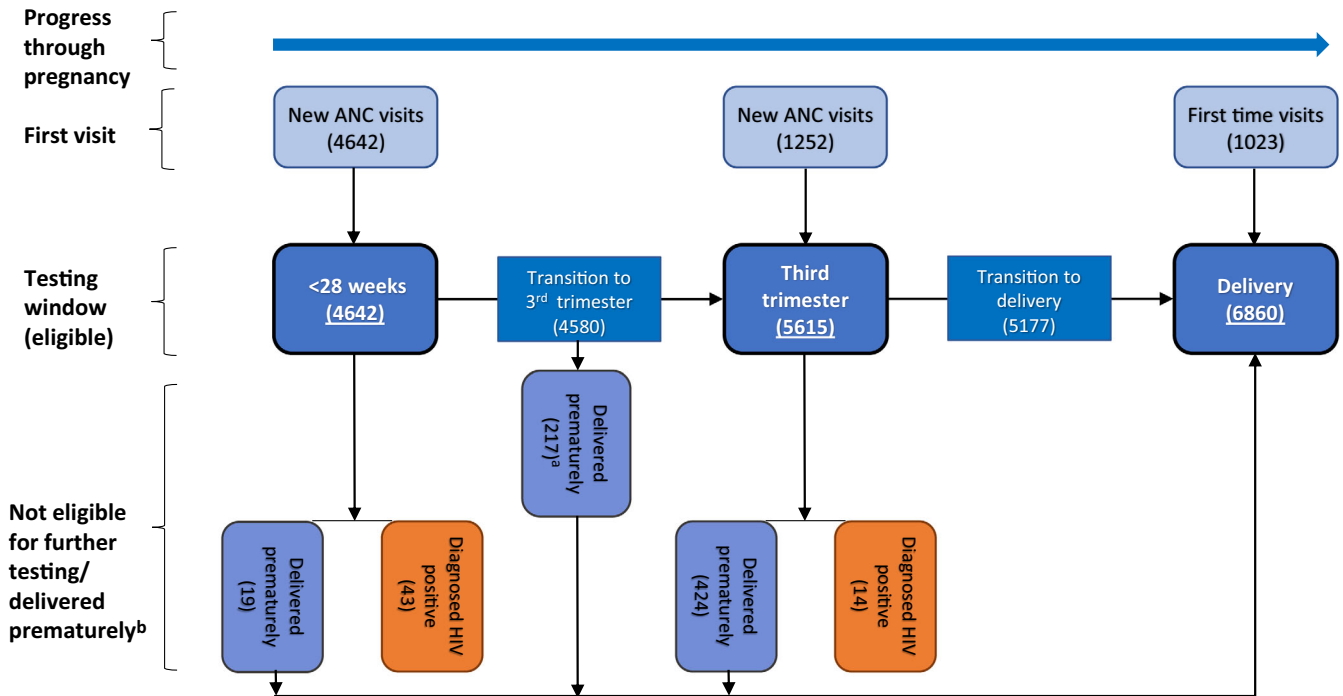 Progress
through
pregnancy
First visit
New ANC visits
(4642)
New ANC visits
(1252)
First time visits
(1023)
Testing
window
(eligible)
<28 weeks
(4642)
Transition to
3rd trimester
(4580)
Third
trimester
(5615)
Transition to
delivery
(5177)
Delivery
(6860)
Not eligible
for further
testing/
delivered
prematurelyb
Delivered
prematurely
(19)
Diagnosed HIV
positive
(43)
Delivered
prematurely
(217)a
Delivered
prematurely
(424)
Diagnosed HIV
positive
(14)